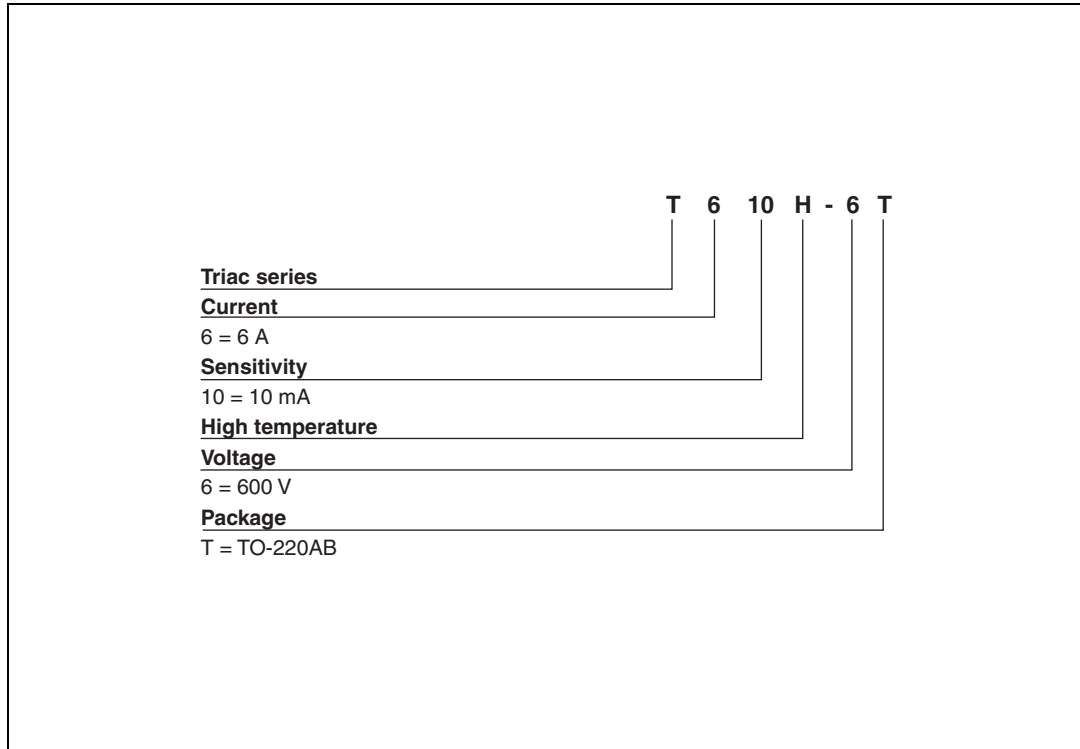 T 6 10 H - 6 T
Triac series
Current
6 = 6 A
Sensitivity
10 = 10 mA
High temperature
Voltage
6 = 600 V
Package
T = TO-220AB